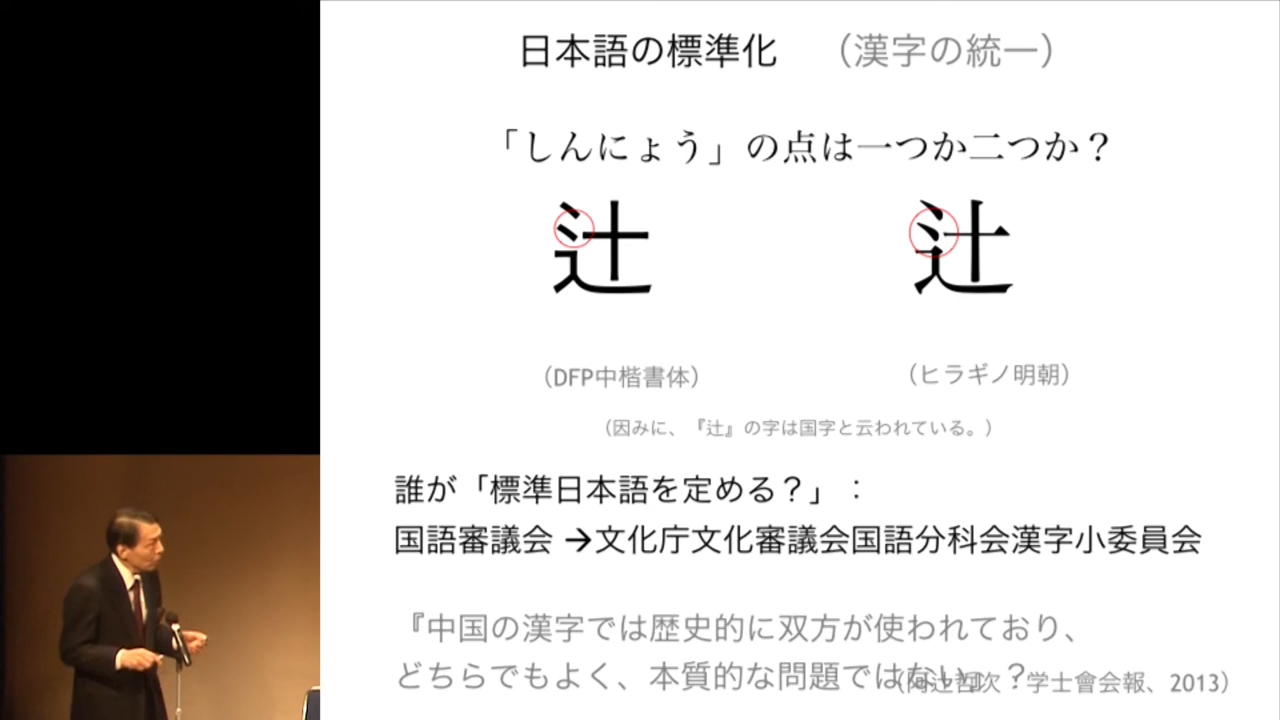 日本語の標準化 （漢字の統一）
「しんにょう」の点は一つか二つか？
辻 辻
（DFP中楷書体） （ヒラギノ明朝）
（因みに、『辻』の字は国字と云われている。）
誰が「標準日本語を定める？」：
国語審議会 →文化庁文化審議会国語分科会漢字小委員会
『中国の漢字では歴史的に双方が使われており、
どちらでもよく、本質的な問題ではない』？
（阿辻哲次 学士會会報、2013）